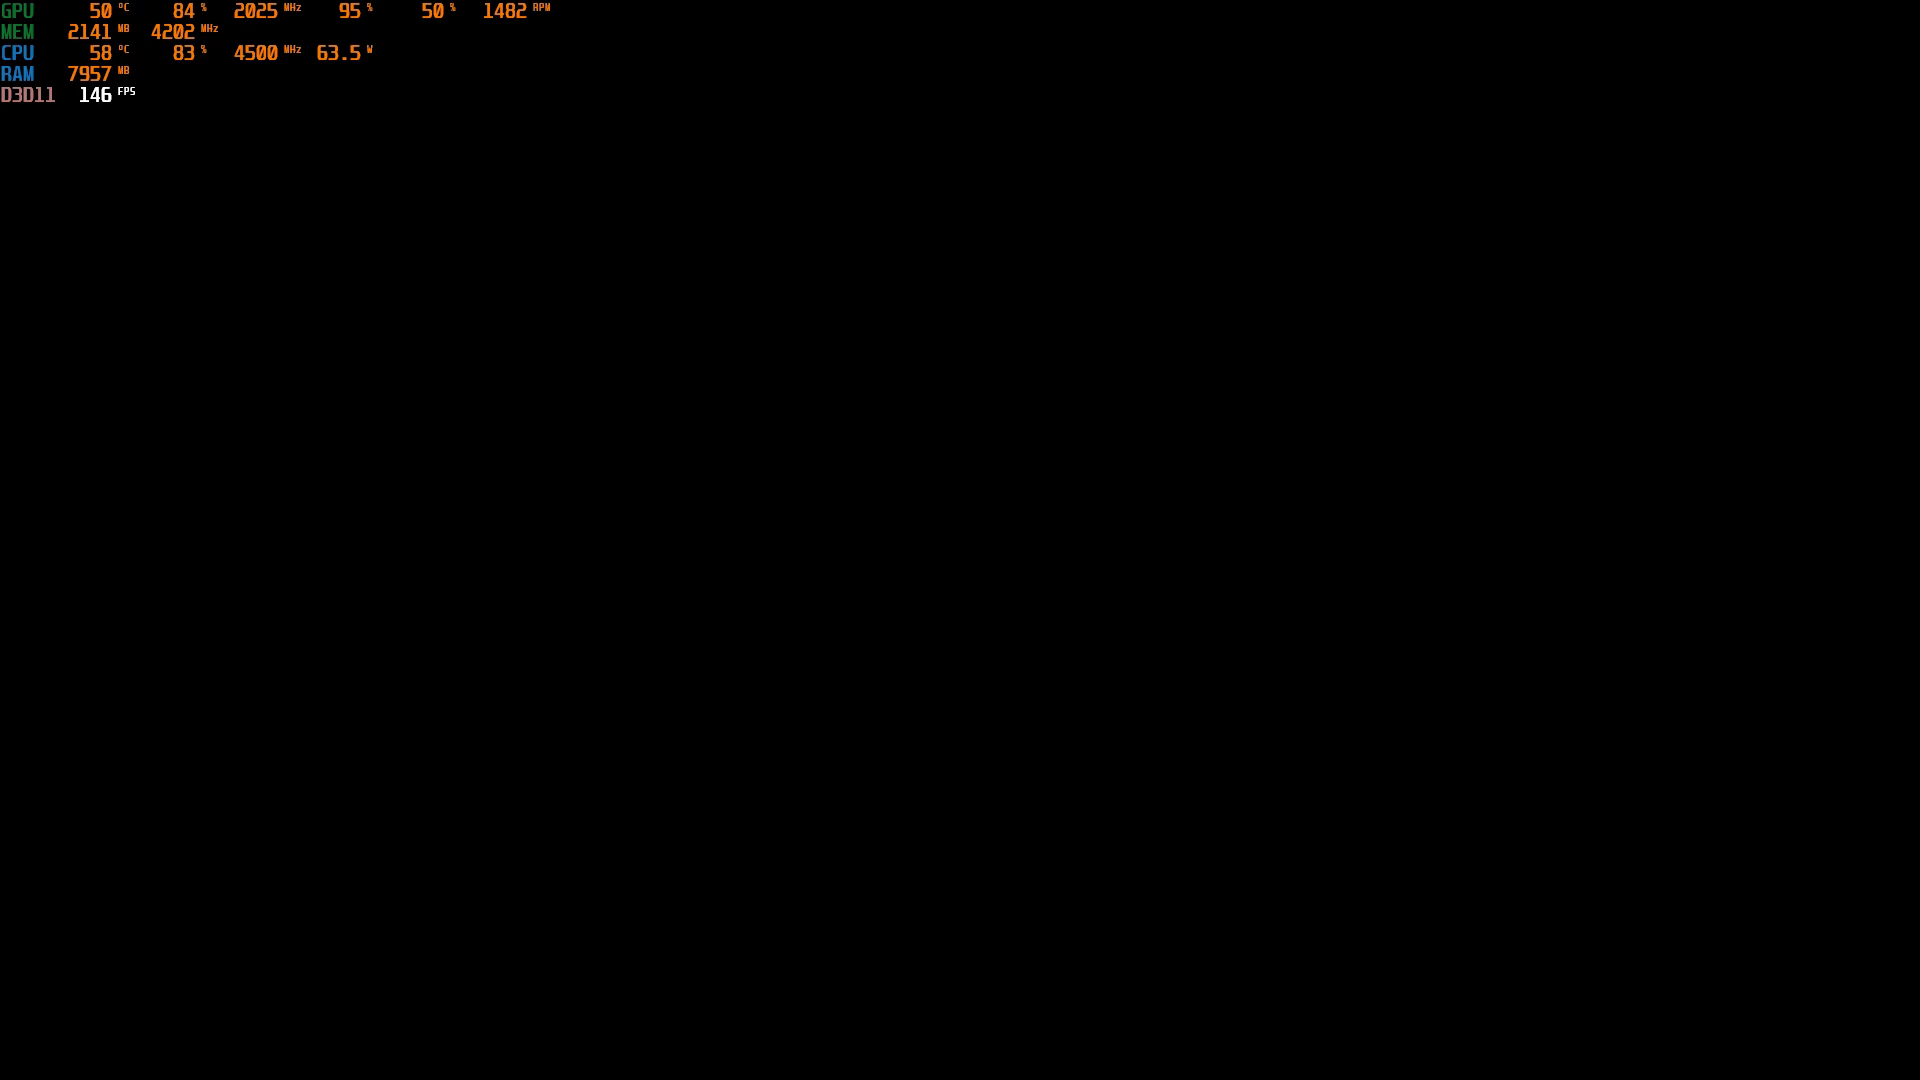 GPU 50 °C 84 % 2025 MHz 95 % 50 % 1482 RPM
MEM 2141 MB 4202 MHz
CPU 58 °C 83 % 4500 MHz 63.5 W
RAM 7957 MB
D3D11 146 FPS